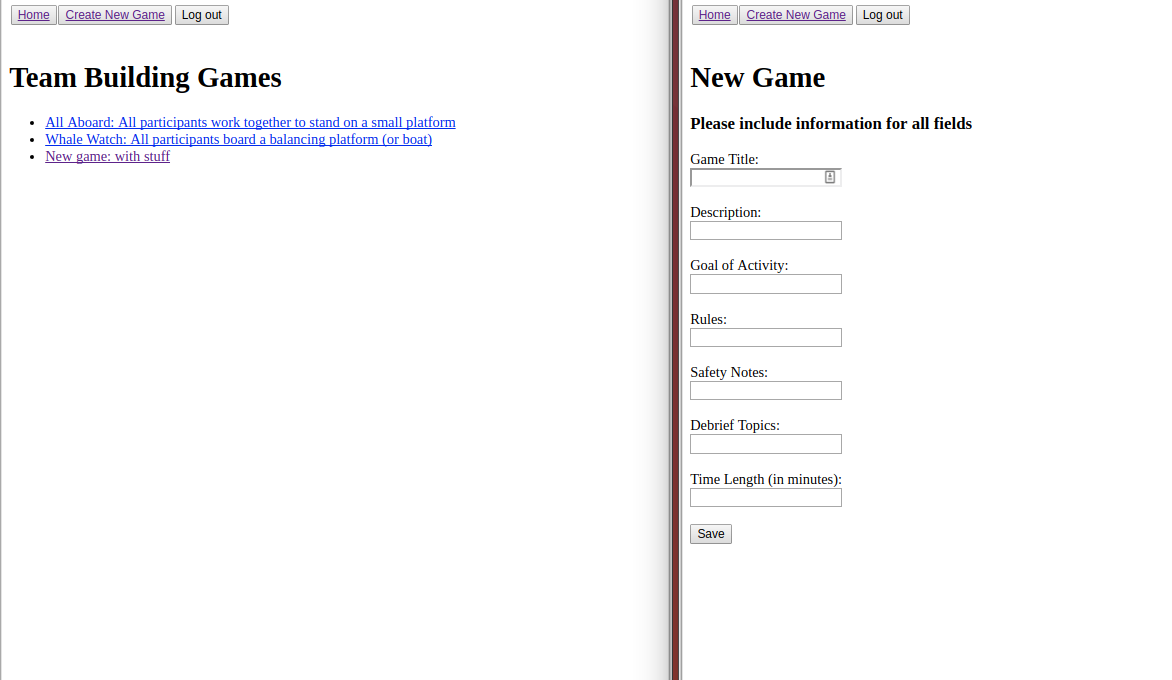 Home Create New Game Log out
Team Building Games
All Aboard: All participants work together to stand on a small platform
Whale Watch: All participants board a balancing platform (or boat)
New game: with stuff
Home Create New Game Log out
New Game
Please include information for all fields
Game Title:
Description:
Goal of Activity:
Rules:
Safety Notes:
Debrief Topics:
Time Length (in minutes):
Save